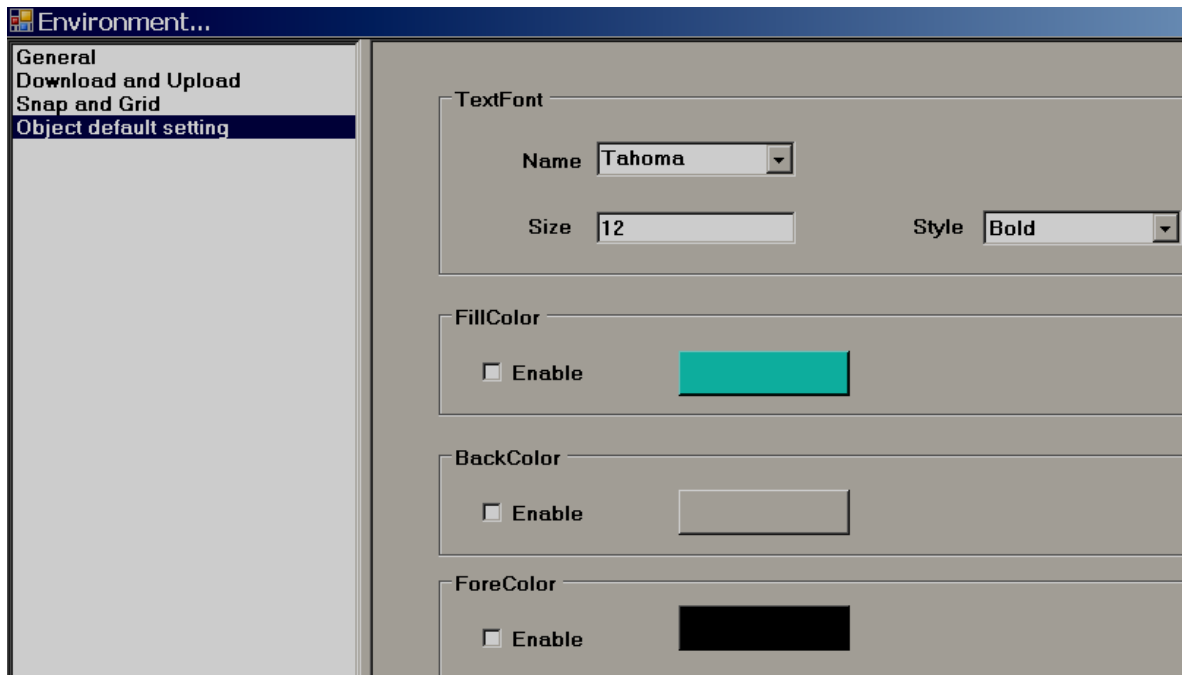 Environment...
General
Download and Upload
Snap and Grid
Object default setting
TextFont
Name Tahoma
Size 12 Style Bold
FillColor
Enable
BackColor
Enable
ForeColor
Enable